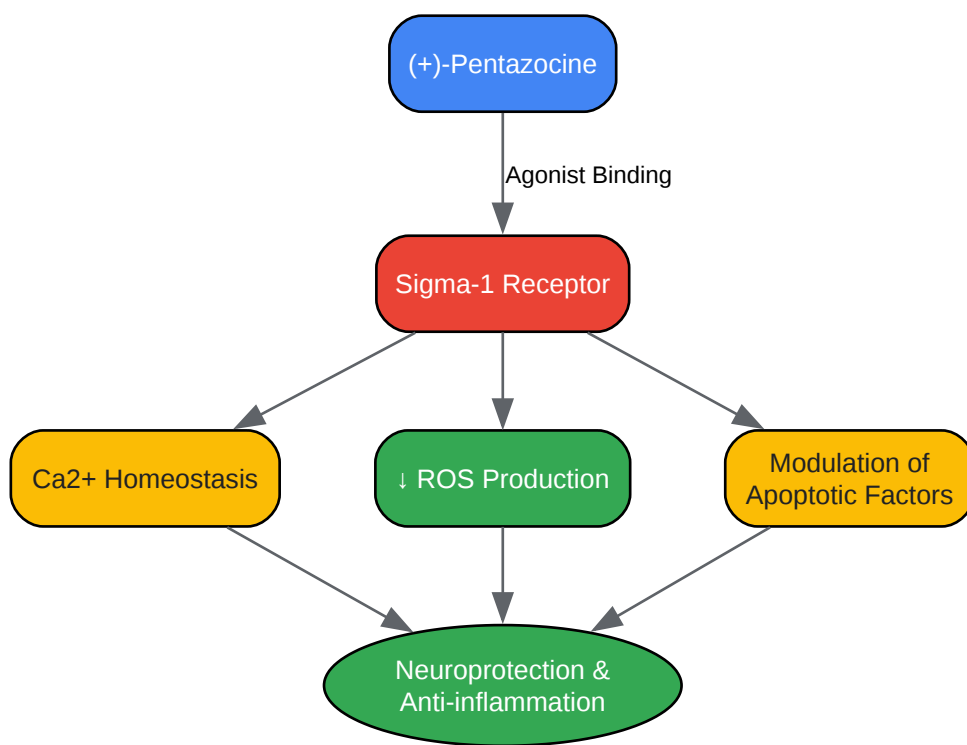 (+)-Pentazocine
Agonist Binding
Sigma-1 Receptor
Ca2+ Homeostasis
↓ ROS Production
Modulation of
Apoptotic Factors
Neuroprotection &
Anti-inflammation